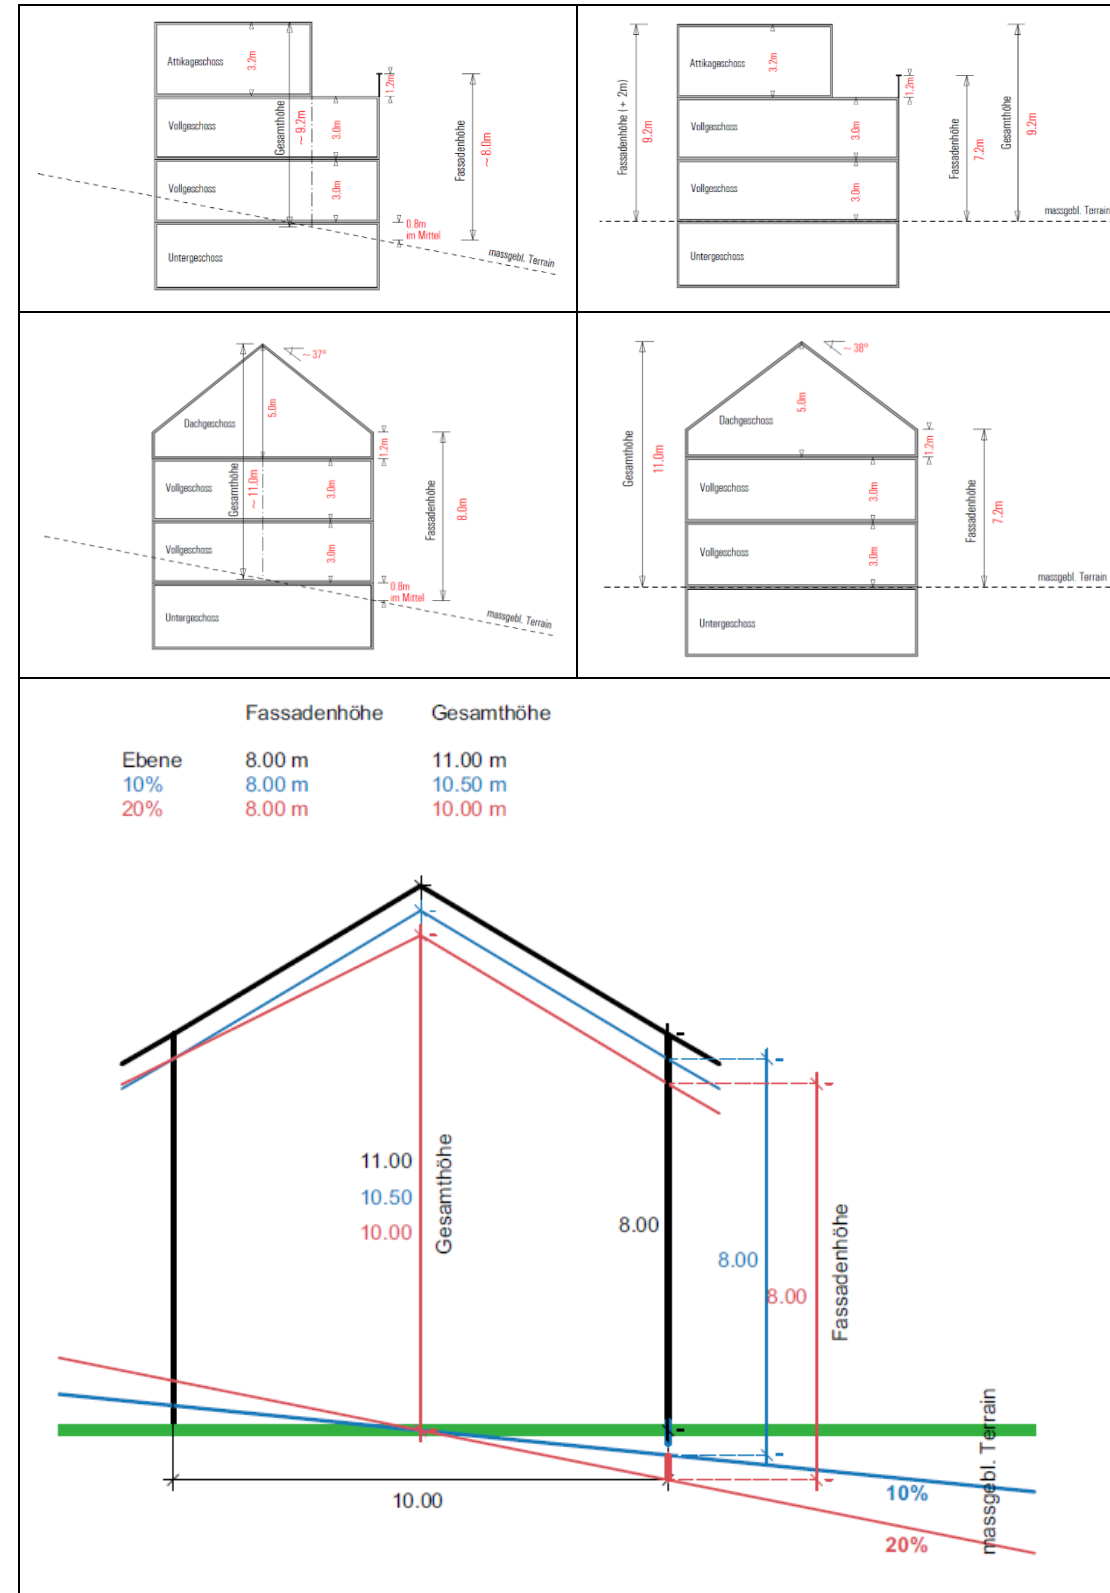 Attikageschoss
3.2m
Gesamthöhe
~ 9.2m
1.2m
Vollgeschoss
3.0m
Fassadenhöhe
~ 8.0m
Vollgeschoss
3.0m
0.8m
im Mittel
massgebl. Terrain
Untergeschoss
Fassadenhöhe (+ 2m)
9.2m
Attikageschoss
3.2m
1.2m
Vollgeschoss
3.0m
Fassadenhöhe
7.2m
Gesamthöhe
9.2m
Vollgeschoss
3.0m
massgebl. Terrain
Untergeschoss
~ 37°
5.0m
Dachgeschoss
1.2m
Gesamthöhe
~ 11.0m
Vollgeschoss
3.0m
Fassadenhöhe
8.0m
Vollgeschoss
3.0m
0.8m
im Mittel
massgebl. Terrain
Untergeschoss
~ 38°
Gesamthöhe
11.0m
5.0m
Dachgeschoss
1.2m
Vollgeschoss
3.0m
Fassadenhöhe
7.2m
Vollgeschoss
3.0m
massgebl. Terrain
Untergeschoss
Fassadenhöhe Gesamthöhe
Ebene 8.00 m 11.00 m
10% 8.00 m 10.50 m
20% 8.00 m 10.00 m
11.00
10.50
10.00
Gesamthöhe
8.00
8.00
8.00
Fassadenhöhe
massgebl. Terrain
10.00
10%
20%